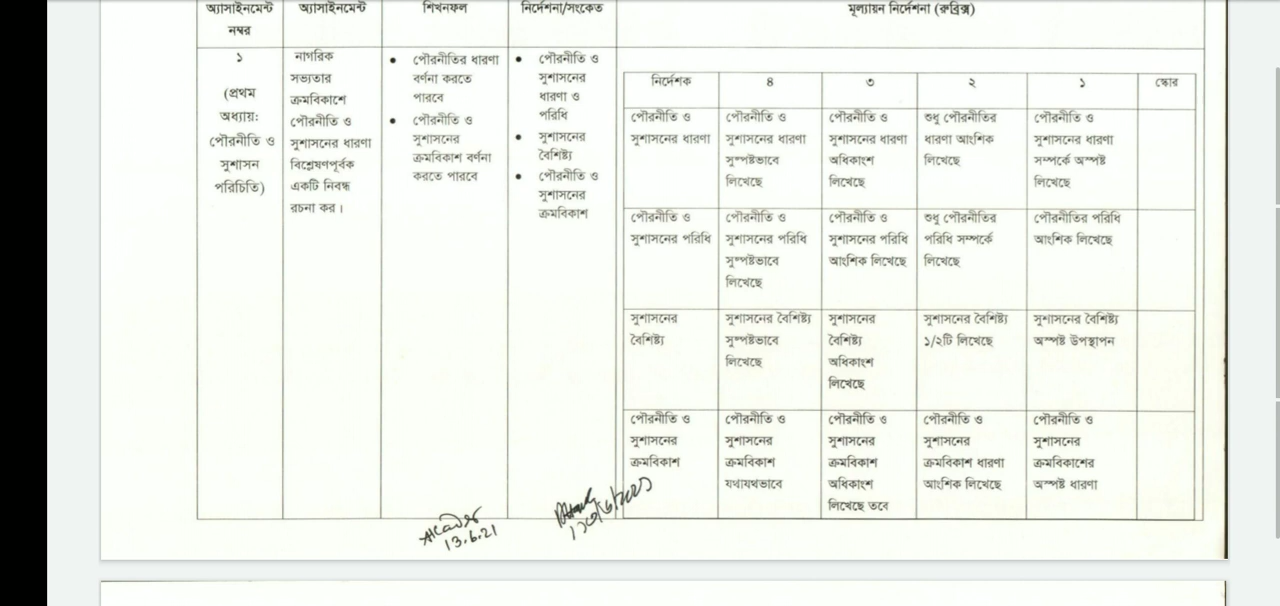 অ্যাসাইনমেন্ট
নম্বর
অ্যাসাইনমেন্ট
শিখনফল
নির্দেশনা/সংকেত
মূল্যায়ন নির্দেশনা (রুব্রিক্স)
১
(প্রথম
অধ্যায়:
পৌরনীতি ও
সুশাসন
পরিচিতি)
নাগরিক
সভ্যতার
ক্রমবিকাশে
পৌরনীতি ও
সুশাসনের ধারণা
বিশ্লেষণপূর্বক
একটি নিবন্ধ
রচনা কর।
• পৌরনীতির ধারণা
বর্ণনা করতে
পারবে
• পৌরনীতি ও
সুশাসনের
ক্রমবিকাশ বর্ণনা
করতে পারবে
• পৌরনীতি ও
সুশাসনের
ধারণা ও
পরিধি
• সুশাসনের
বৈশিষ্ট্য
• পৌরনীতি ও
সুশাসনের
ক্রমবিকাশ
নির্দেশক
৪
৩
২
১
স্কোর
পৌরনীতি ও
সুশাসনের ধারণা
পৌরনীতি ও
সুশাসনের ধারণা
সুস্পষ্টভাবে
লিখেছে
পৌরনীতি ও
সুশাসনের ধারণা
অধিকাংশ
লিখেছে
শুধু পৌরনীতির
ধারণা আংশিক
লিখেছে
পৌরনীতি ও
সুশাসনের ধারণা
সম্পর্কে অস্পষ্ট
লিখেছে
পৌরনীতি ও
সুশাসনের পরিধি
পৌরনীতি ও
সুশাসনের পরিধি
সুস্পষ্টভাবে
লিখেছে
পৌরনীতি ও
সুশাসনের পরিধি
আংশিক লিখেছে
শুধু পৌরনীতির
পরিধি সম্পর্কে
লিখেছে
পৌরনীতির পরিধি
আংশিক লিখেছে
সুশাসনের
বৈশিষ্ট্য
সুশাসনের বৈশিষ্ট্য
সুস্পষ্টভাবে
লিখেছে
সুশাসনের
বৈশিষ্ট্য
অধিকাংশ
লিখেছে
সুশাসনের বৈশিষ্ট্য
১/২টি লিখেছে
সুশাসনের বৈশিষ্ট্য
অস্পষ্ট উপস্থাপন
পৌরনীতি ও
সুশাসনের
ক্রমবিকাশ
পৌরনীতি ও
সুশাসনের
ক্রমবিকাশ
যথাযথভাবে
পৌরনীতি ও
সুশাসনের
ক্রমবিকাশ
অধিকাংশ
লিখেছে তবে
পৌরনীতি ও
সুশাসনের
ক্রমবিকাশ ধারণা
আংশিক লিখেছে
পৌরনীতি ও
সুশাসনের
ক্রমবিকাশের
অস্পষ্ট ধারণা
13.6.21